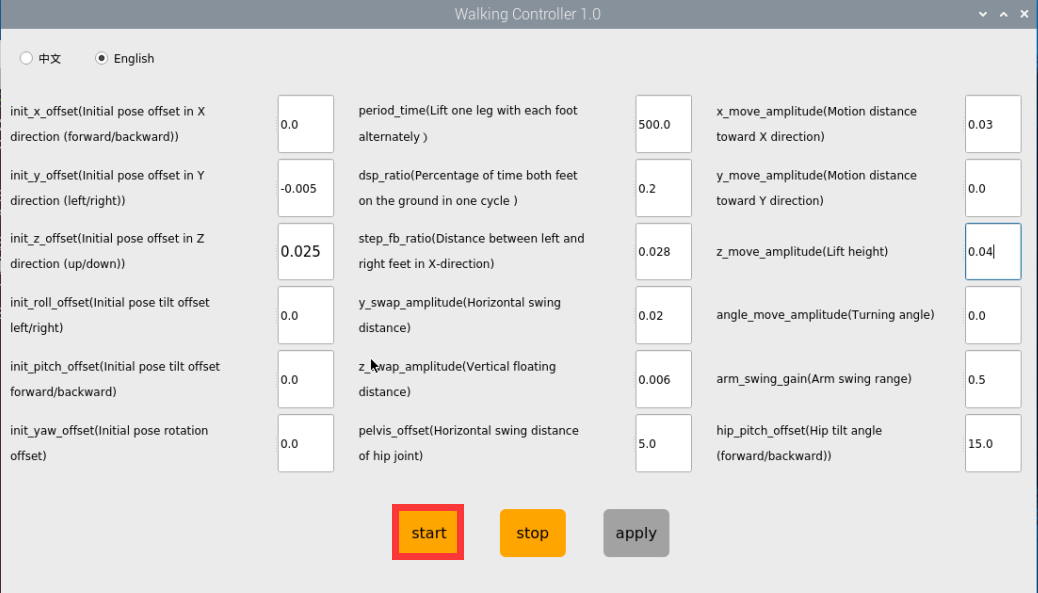 Walking Controller 1.0
中文 English
init_x_offset(Initial pose offset in X
direction (forward/backward))
0.0
period_time(Lift one leg with each foot
alternately )
500.0
x_move_amplitude(Motion distance
toward X direction)
0.03
init_y_offset(Initial pose offset in Y
direction (left/right))
-0.005
dsp_ratio(Percentage of time both feet
on the ground in one cycle )
0.2
y_move_amplitude(Motion distance
toward Y direction)
0.0
init_z_offset(Initial pose offset in Z
direction (up/down))
0.025
step_fb_ratio(Distance between left and
right feet in X-direction)
0.028
z_move_amplitude(Lift height)
0.04
init_roll_offset(Initial pose tilt offset
left/right)
0.0
y_swap_amplitude(Horizontal swing
distance)
0.02
angle_move_amplitude(Turning angle)
0.0
init_pitch_offset(Initial pose tilt offset
forward/backward)
0.0
z_swap_amplitude(Vertical floating
distance)
0.006
arm_swing_gain(Arm swing range)
0.5
init_yaw_offset(Initial pose rotation
offset)
0.0
pelvis_offset(Horizontal swing distance
of hip joint)
5.0
hip_pitch_offset(Hip tilt angle
(forward/backward))
15.0
start stop apply